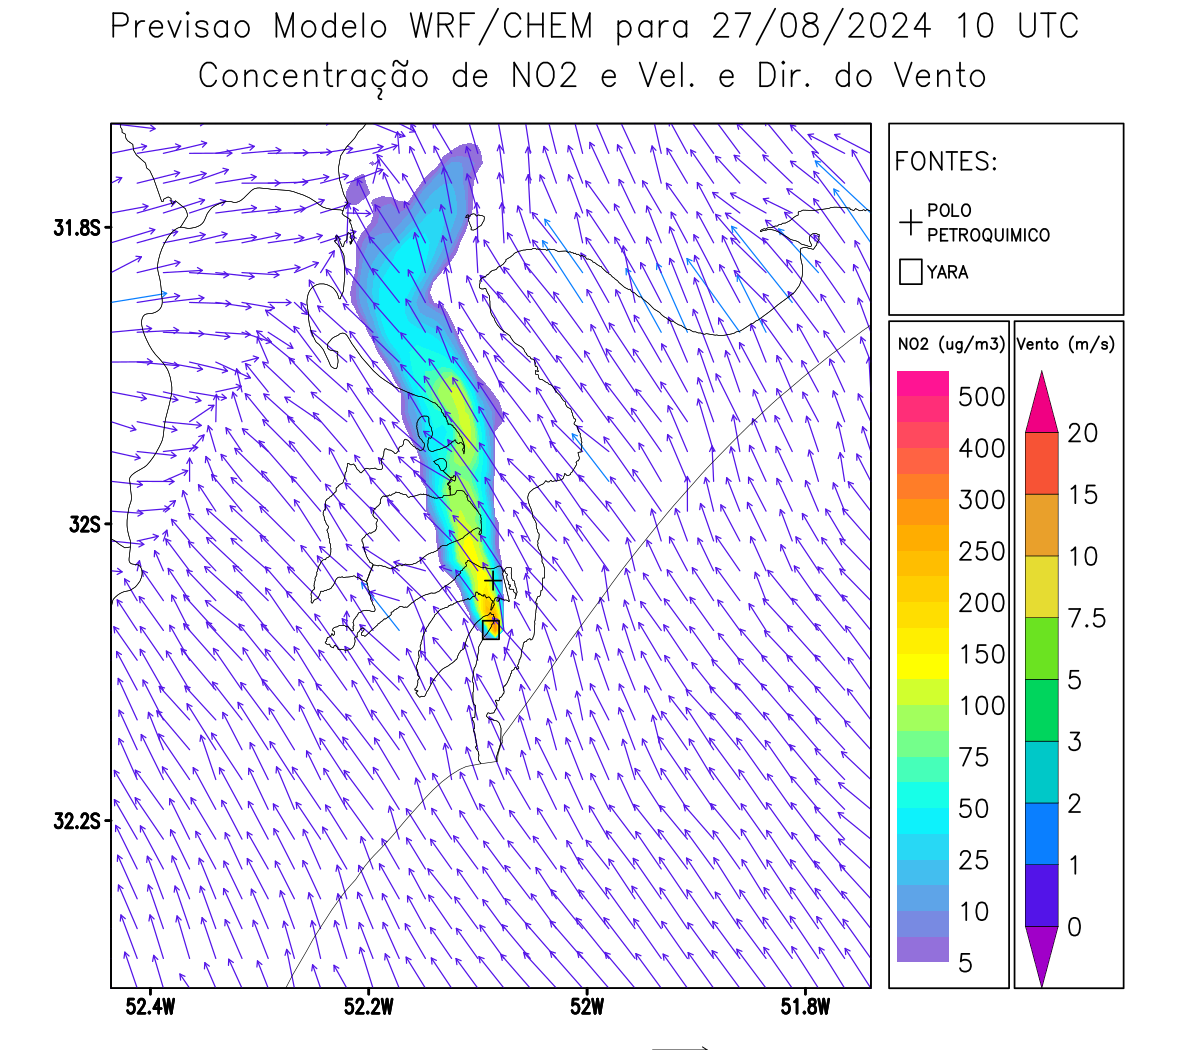 Previsao Modelo WRF/CHEM para 27/08/2024 10 UTC
Concentração de NO2 e Vel. e Dir. do Vento
FONTES:
POLO
PETROQUIMICO
YARA
31.8S
32S
32.2S
52.4W
52.2W
52W
51.8W
NO2 (ug/m3)
500
400
300
250
200
150
100
75
50
25
10
5
Vento (m/s)
20
15
10
7.5
5
3
2
1
0